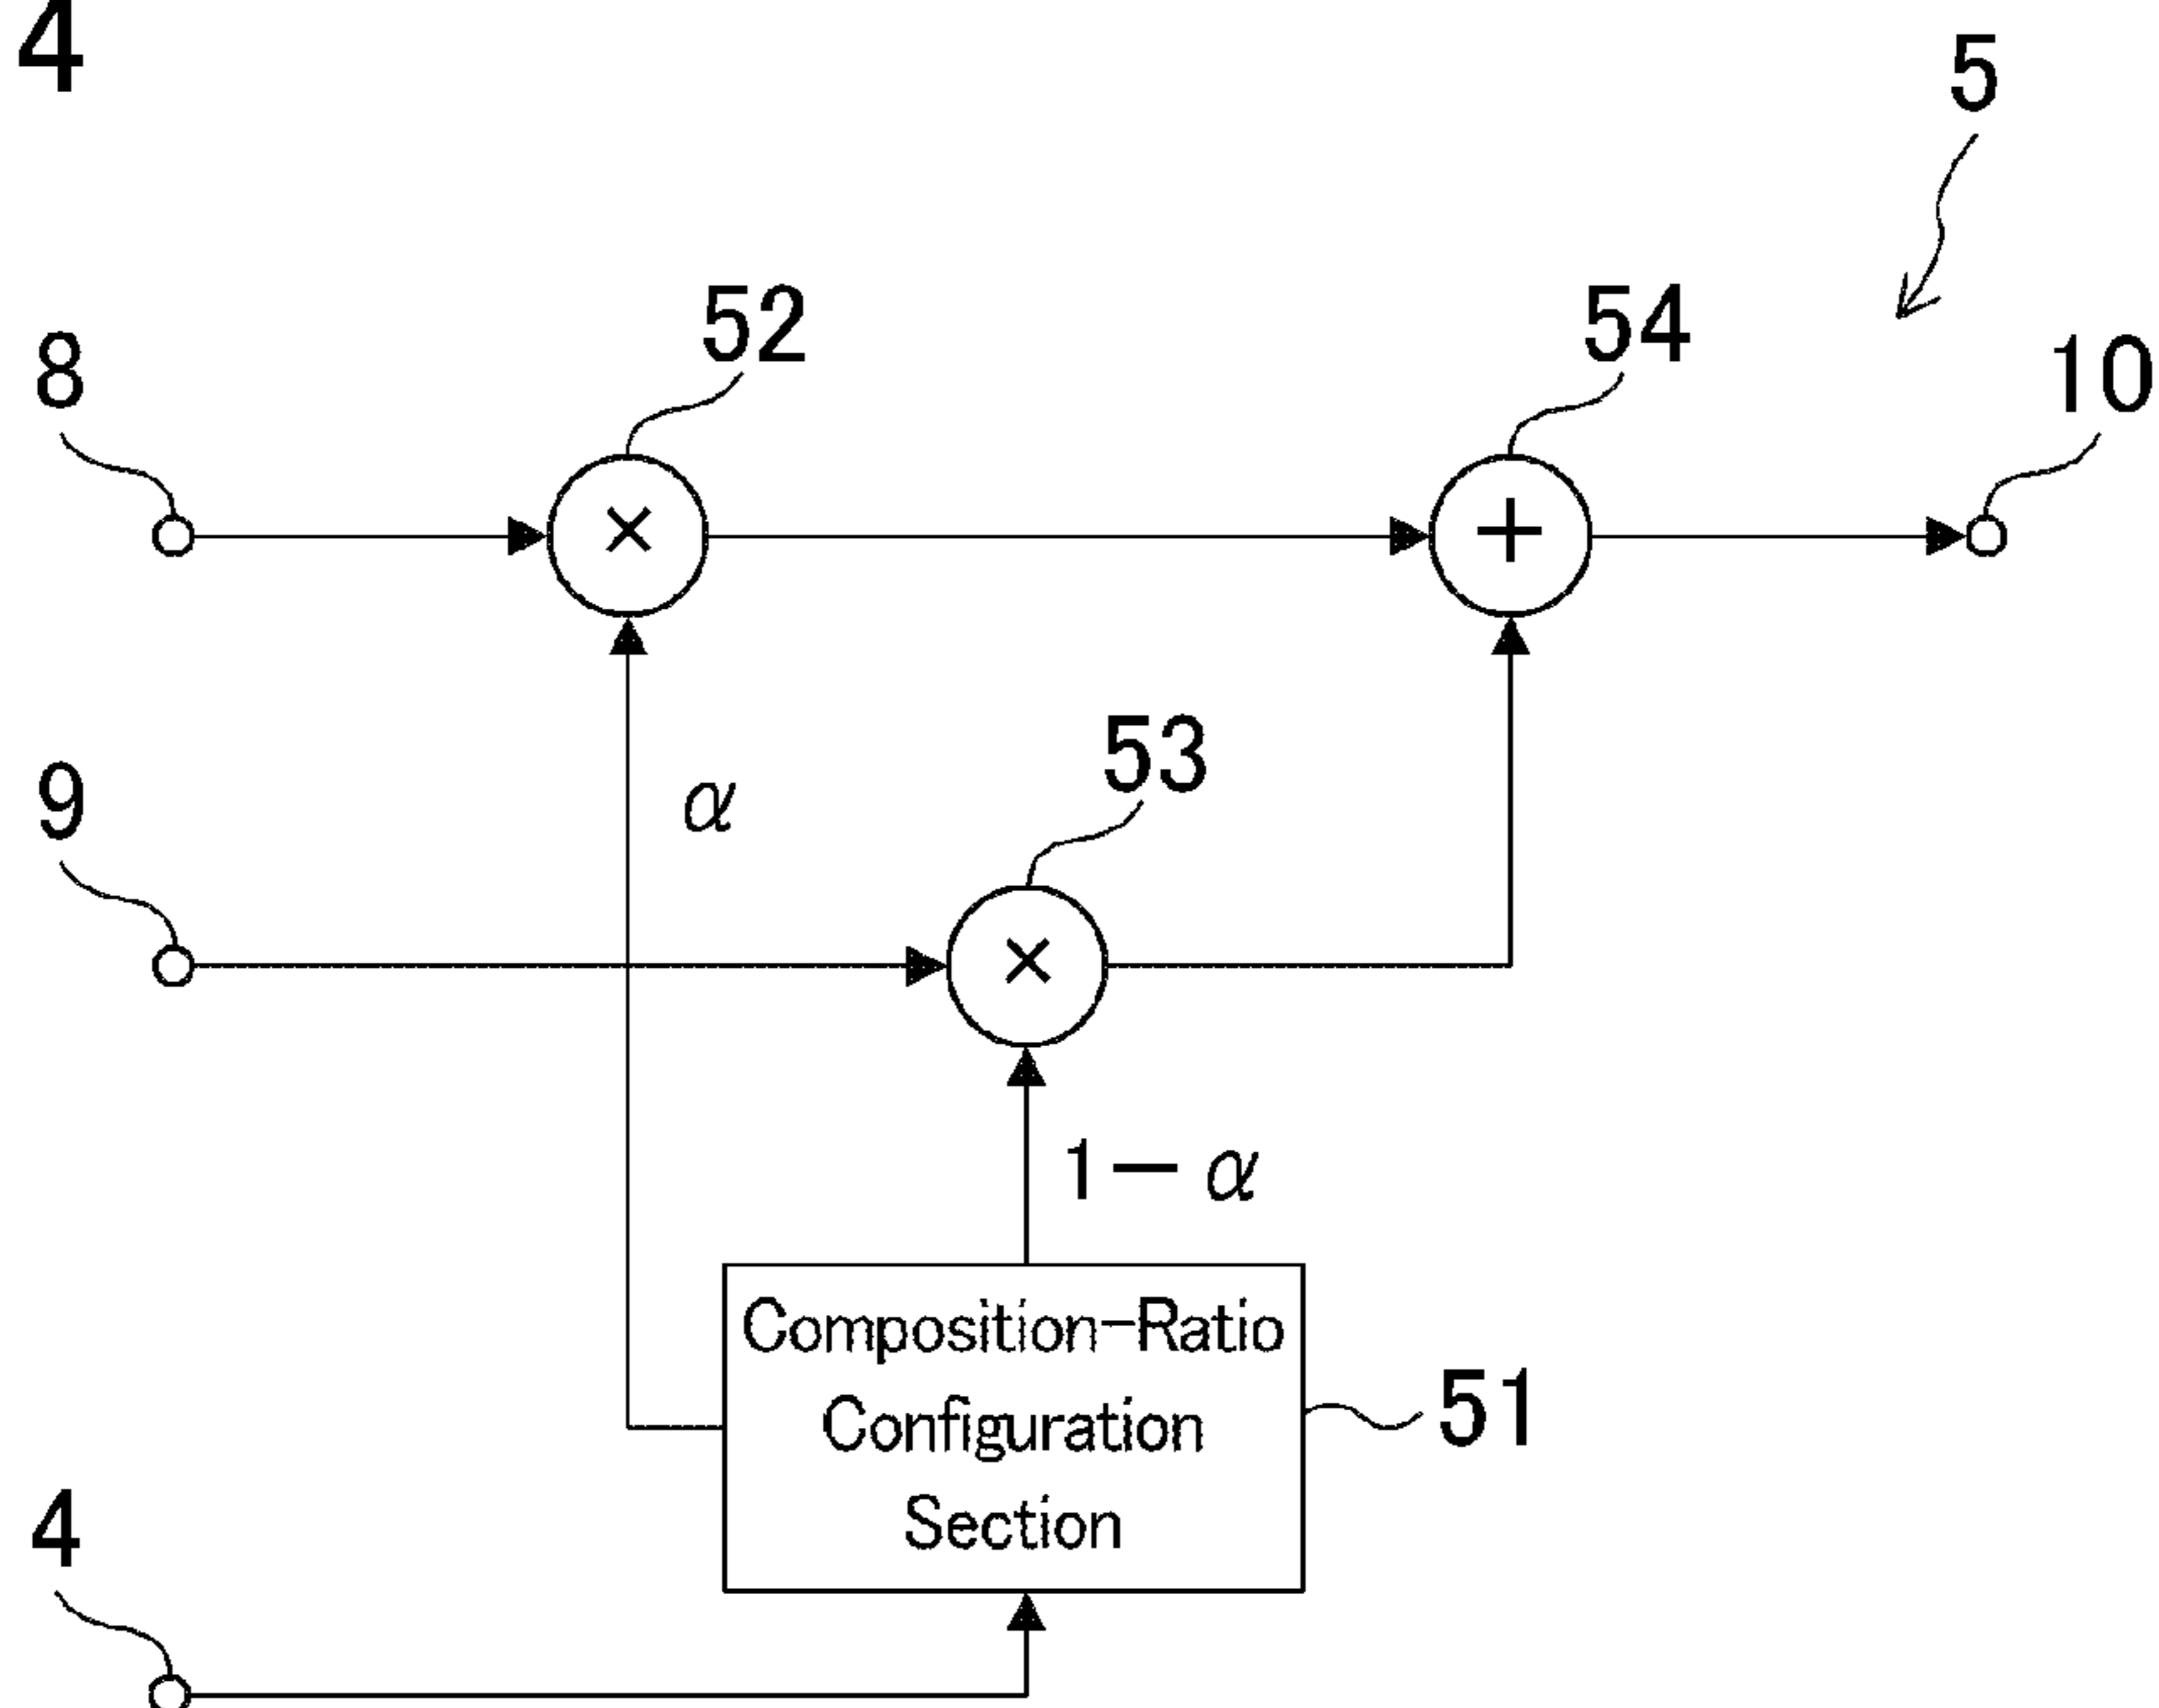 4
5
52
54
8
10
53
9
α
1-α
Composition-Ratio
Configuration
Section
51
4